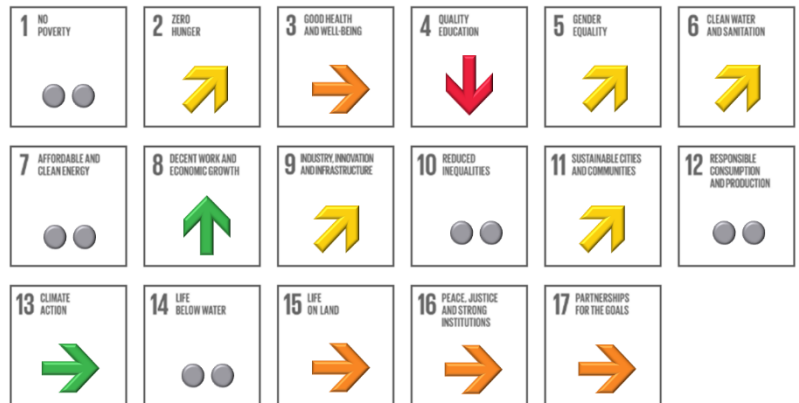 1 NO
POVERTY
2 ZERO
HUNGER
3 GOOD HEALTH
AND WELL-BEING
4 QUALITY
EDUCATION
5 GENDER
EQUALITY
6 CLEAN WATER
AND SANITATION
7 AFFORDABLE AND
CLEAN ENERGY
8 DECENT WORK AND
ECONOMIC GROWTH
9 INDUSTRY, INNOVATION
AND INFRASTRUCTURE
10 REDUCED
INEQUALITIES
11 SUSTAINABLE CITIES
AND COMMUNITIES
12 RESPONSIBLE
CONSUMPTION
AND PRODUCTION
13 CLIMATE
ACTION
14 LIFE
BELOW WATER
15 LIFE
ON LAND
16 PEACE, JUSTICE
AND STRONG
INSTITUTIONS
17 PARTNERSHIPS
FOR THE GOALS